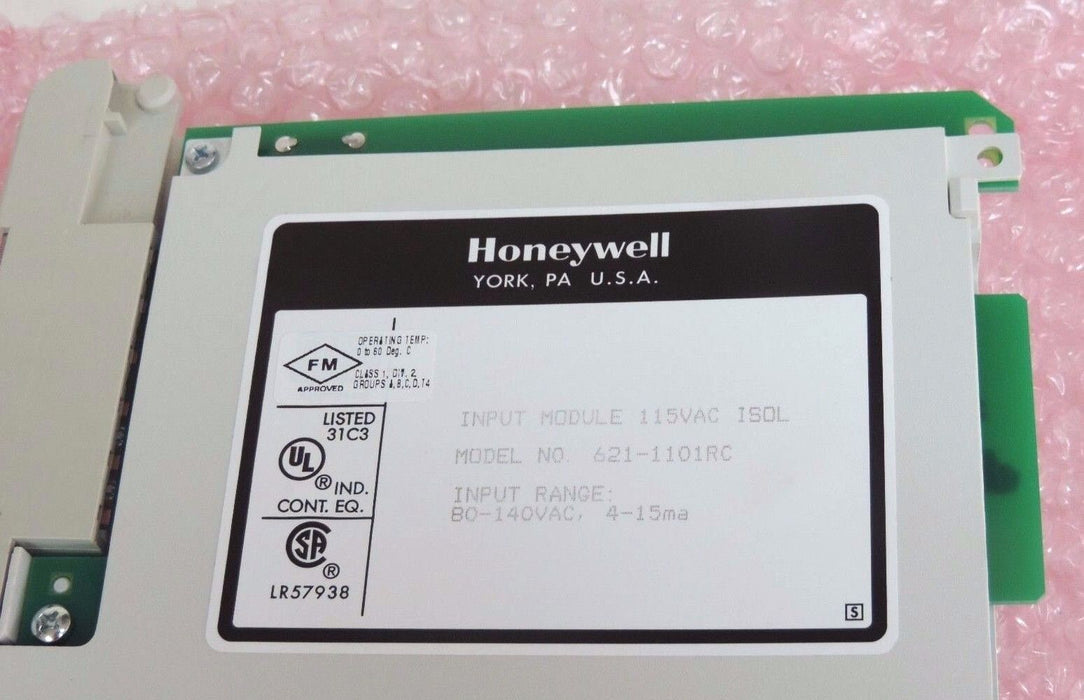 Honeywell
YORK, PA U.S.A.
OPERATING TEMP:
0 to 60 Deg. C
FM
APPROVED
CLASS 1, DIV. 2,
GROUPS A,B,C,D,T4
LISTED
31C3
UL
® IND.
CONT. EQ.
SA
®
LR57938
INPUT MODULE 115VAC ISOL
MODEL NO. 621-1101RC
INPUT RANGE:
80-140VAC, 4-15ma
S